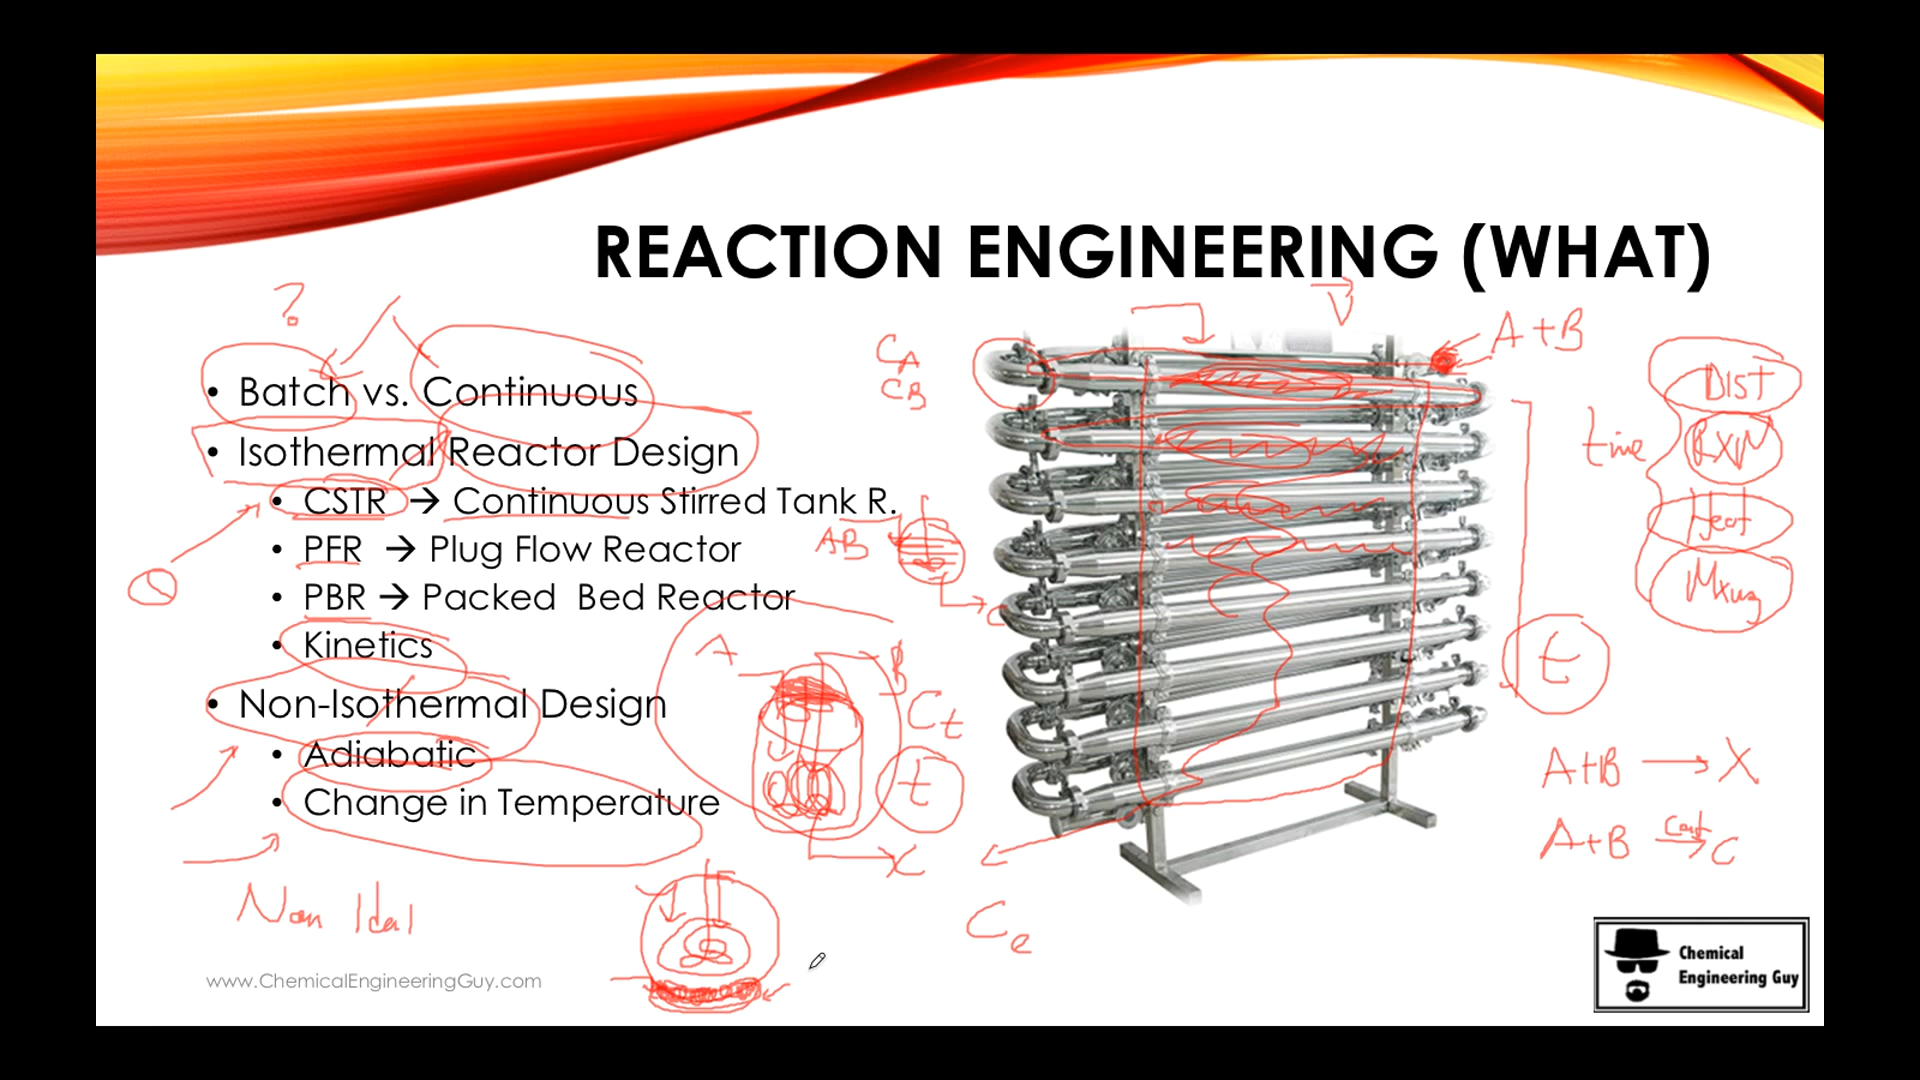 REACTION ENGINEERING (WHAT)
?
V
A+B
CA
CB
• Batch vs. Continuous
DIST
time
RXN
• Isothermal Reactor Design
• CSTR → Continuous Stirred Tank R.
Heat
AB
• PFR → Plug Flow Reactor
• PBR → Packed Bed Reactor
C
• Kinetics
A
B
t
• Non-Isothermal Design
Ct
• Adiabatic
t
A+B → X
• Change in Temperature
A+B Cat → C
X
Non Ideal
Ce
www.ChemicalEngineeringGuy.com
Chemical
Engineering Guy